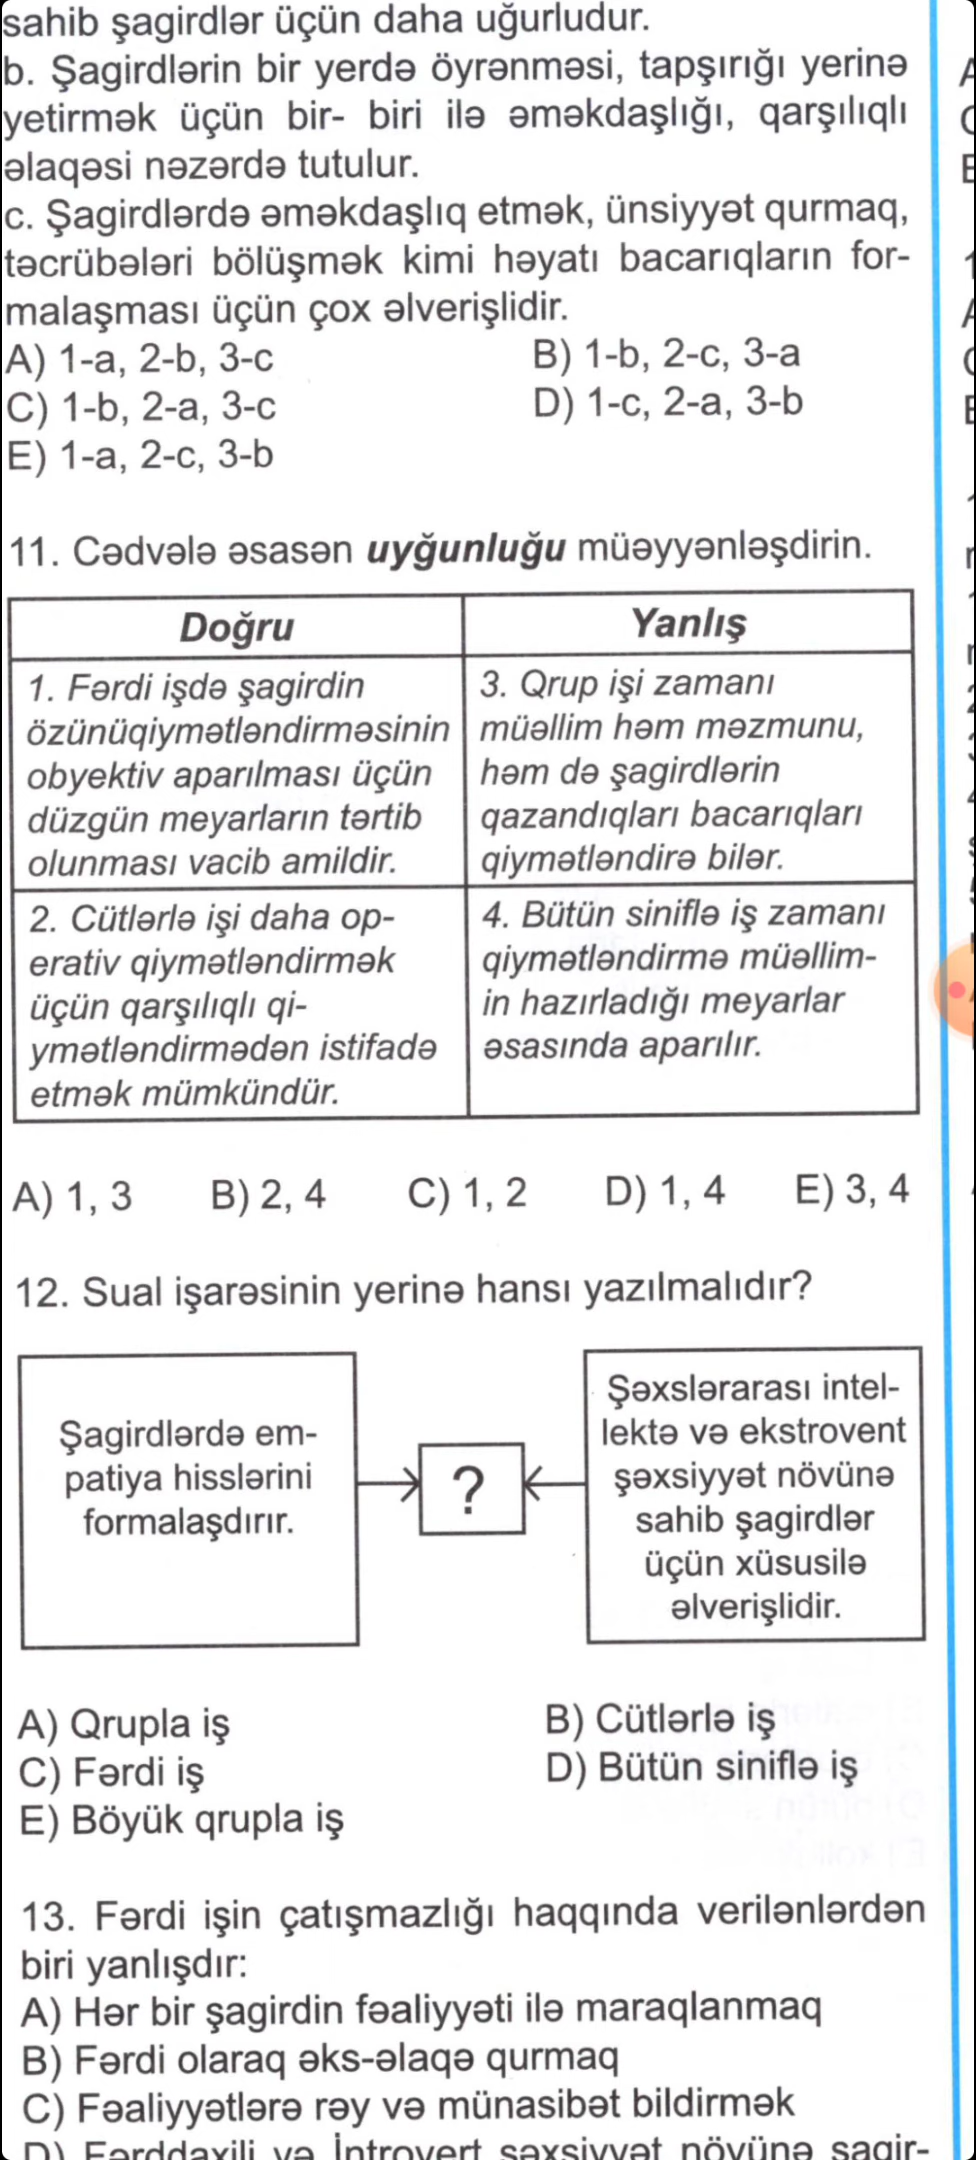 sahib şagirdlər üçün daha uğurludur.
b. Şagirdlərin bir yerdə öyrənməsi, tapşırığı yerinə
yetirmək üçün bir- biri ilə əməkdaşlığı, qarşılıqlı
əlaqəsi nəzərdə tutulur.
c. Şagirdlərdə əməkdaşlıq etmək, ünsiyyət qurmaq,
təcrübələri bölüşmək kimi həyatı bacarıqların for-
malaşması üçün çox əlverişlidir.
A) 1-a, 2-b, 3-c B) 1-b, 2-c, 3-a
C) 1-b, 2-a, 3-c D) 1-c, 2-a, 3-b
E) 1-a, 2-c, 3-b
11. Cədvələ əsasən uyğunluğu müəyyənləşdirin.
Doğru
Yanlış
1. Fərdi işdə şagirdin
özünüqiymətləndirməsinin
obyektiv aparılması üçün
düzgün meyarların tərtib
olunması vacib amildir.
3. Qrup işi zamanı
müəllim həm məzmunu,
həm də şagirdlərin
qazandıqları bacarıqları
qiymətləndirə bilər.
2. Cütlərlə işi daha op-
erativ qiymətləndirmək
üçün qarşılıqlı qi-
ymətləndirmədən istifadə
etmək mümkündür.
4. Bütün siniflə iş zamanı
qiymətləndirmə müəllim-
in hazırladığı meyarlar
əsasında aparılır.
A) 1, 3 B) 2, 4 C) 1, 2 D) 1, 4 E) 3, 4
12. Sual işarəsinin yerinə hansı yazılmalıdır?
Şagirdlərdə em-
patiya hisslərini
formalaşdırır.
?
Şəxslərarası intel-
lektə və ekstrovent
şəxsiyyət növünə
sahib şagirdlər
üçün xüsusilə
əlverişlidir.
A) Qrupla iş B) Cütlərlə iş
C) Fərdi iş D) Bütün siniflə iş
E) Böyük qrupla iş
13. Fərdi işin çatışmazlığı haqqında verilənlərdən
biri yanlışdır:
A) Hər bir şagirdin fəaliyyəti ilə maraqlanmaq
B) Fərdi olaraq əks-əlaqə qurmaq
C) Fəaliyyətlərə rəy və münasibət bildirmək
D) Fərddaxili və İntrovert şəxsiyyət növünə şagir-